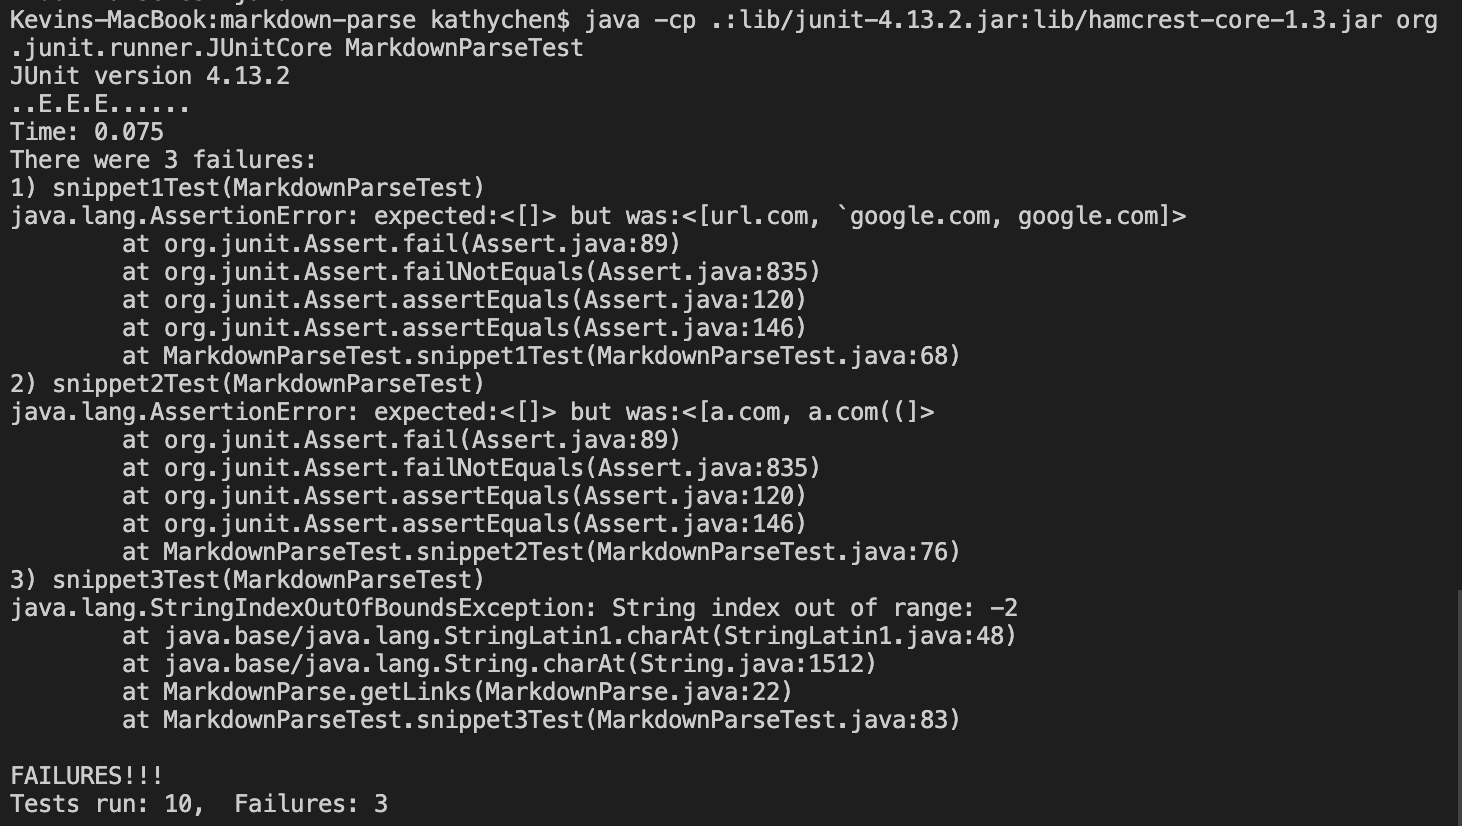 Kevins-MacBook:markdown-parse kathychen$ java -cp .:lib/junit-4.13.2.jar:lib/hamcrest-core-1.3.jar org
.junit.runner.JUnitCore MarkdownParseTest
JUnit version 4.13.2
..E.E.E......
Time: 0.075
There were 3 failures:
1) snippet1Test(MarkdownParseTest)
java.lang.AssertionError: expected:<[]> but was:<[url.com, `google.com, google.com]>
        at org.junit.Assert.fail(Assert.java:89)
        at org.junit.Assert.failNotEquals(Assert.java:835)
        at org.junit.Assert.assertEquals(Assert.java:120)
        at org.junit.Assert.assertEquals(Assert.java:146)
        at MarkdownParseTest.snippet1Test(MarkdownParseTest.java:68)
2) snippet2Test(MarkdownParseTest)
java.lang.AssertionError: expected:<[]> but was:<[a.com, a.com((]>
        at org.junit.Assert.fail(Assert.java:89)
        at org.junit.Assert.failNotEquals(Assert.java:835)
        at org.junit.Assert.assertEquals(Assert.java:120)
        at org.junit.Assert.assertEquals(Assert.java:146)
        at MarkdownParseTest.snippet2Test(MarkdownParseTest.java:76)
3) snippet3Test(MarkdownParseTest)
java.lang.StringIndexOutOfBoundsException: String index out of range: -2
        at java.base/java.lang.StringLatin1.charAt(StringLatin1.java:48)
        at java.base/java.lang.String.charAt(String.java:1512)
        at MarkdownParse.getLinks(MarkdownParse.java:22)
        at MarkdownParseTest.snippet3Test(MarkdownParseTest.java:83)

FAILURES!!!
Tests run: 10,  Failures: 3